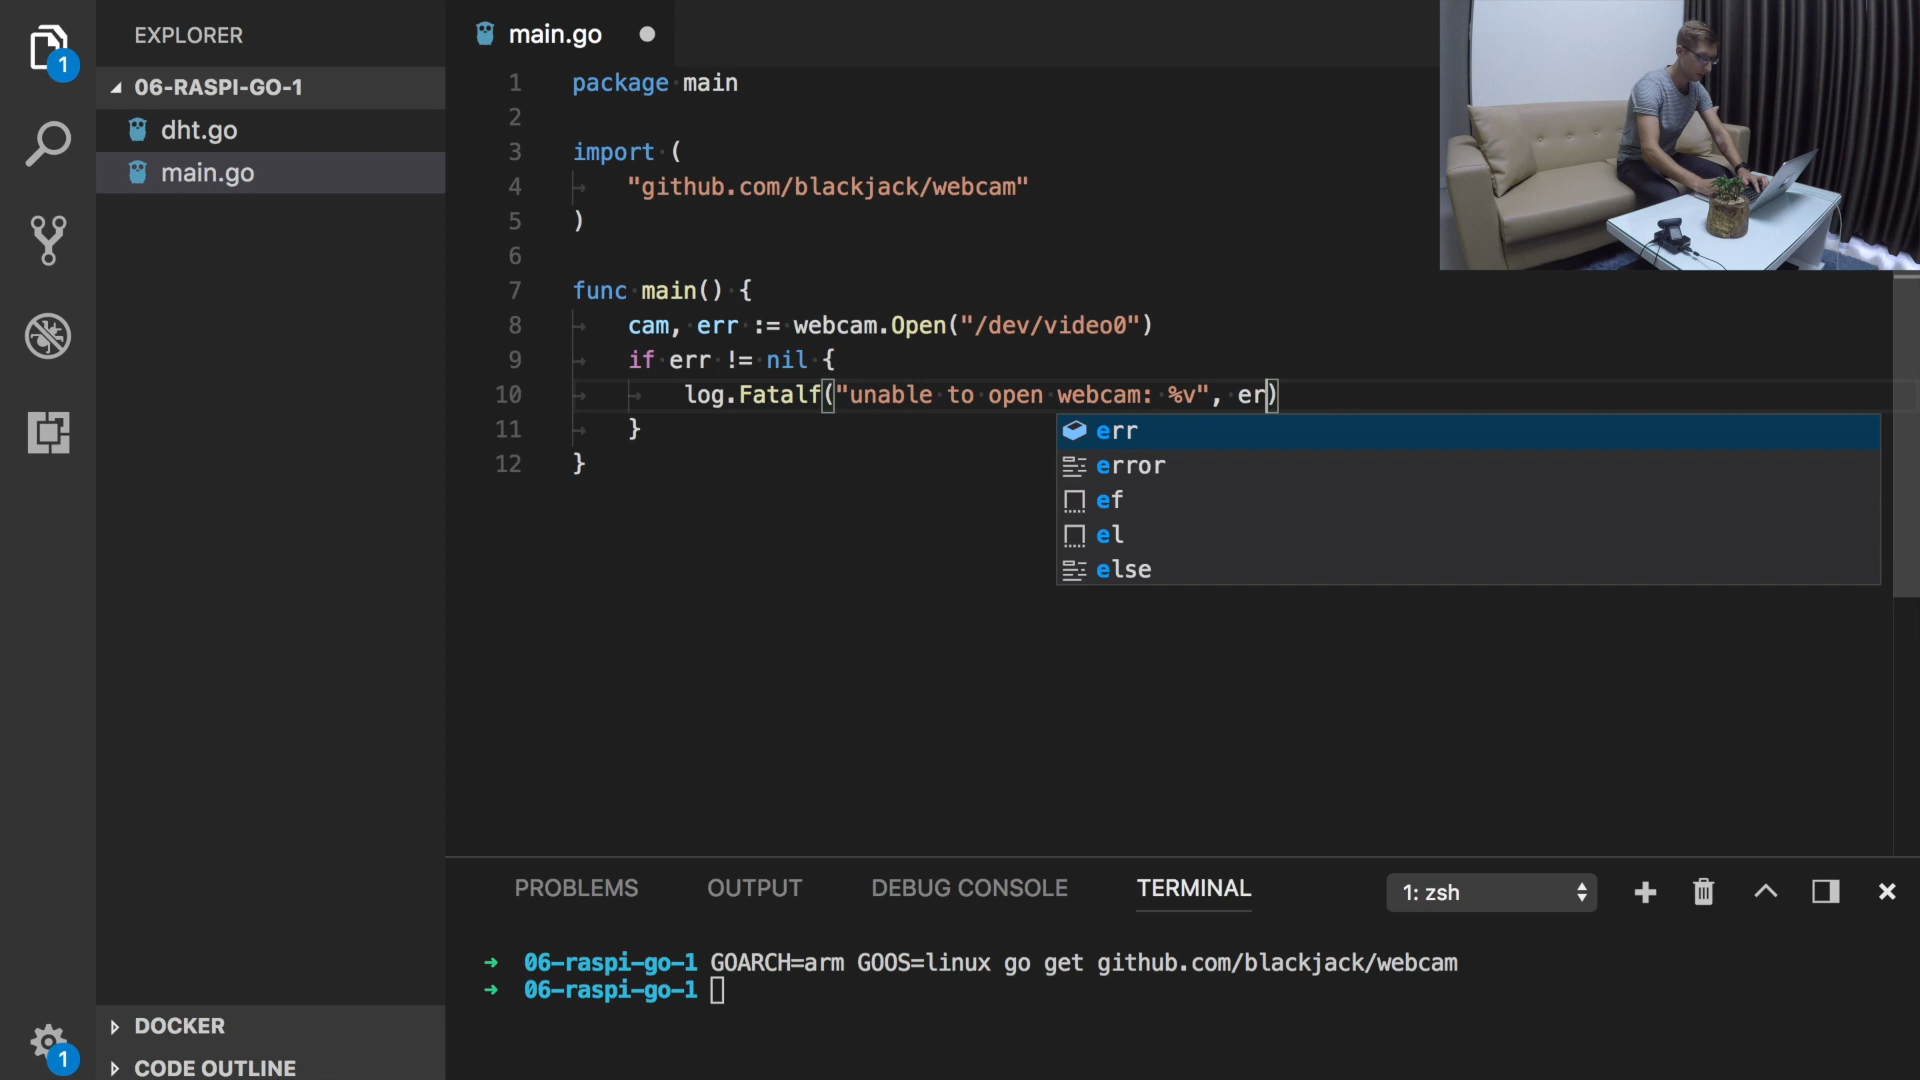 EXPLORER
1
06-RASPI-GO-1
dht.go
main.go
DOCKER
CODE OUTLINE
1
main.go
1 package main
2
3 import (
4 "github.com/blackjack/webcam"
5 )
6
7 func main() {
8 cam, err := webcam.Open("/dev/video0")
9 if err != nil {
10 log.Fatalf("unable to open webcam: %v", er)
11 }
12 }
err
error
ef
el
else
PROBLEMS OUTPUT DEBUG CONSOLE TERMINAL 1: zsh
➜ 06-raspi-go-1 GOARCH=arm GOOS=linux go get github.com/blackjack/webcam
➜ 06-raspi-go-1